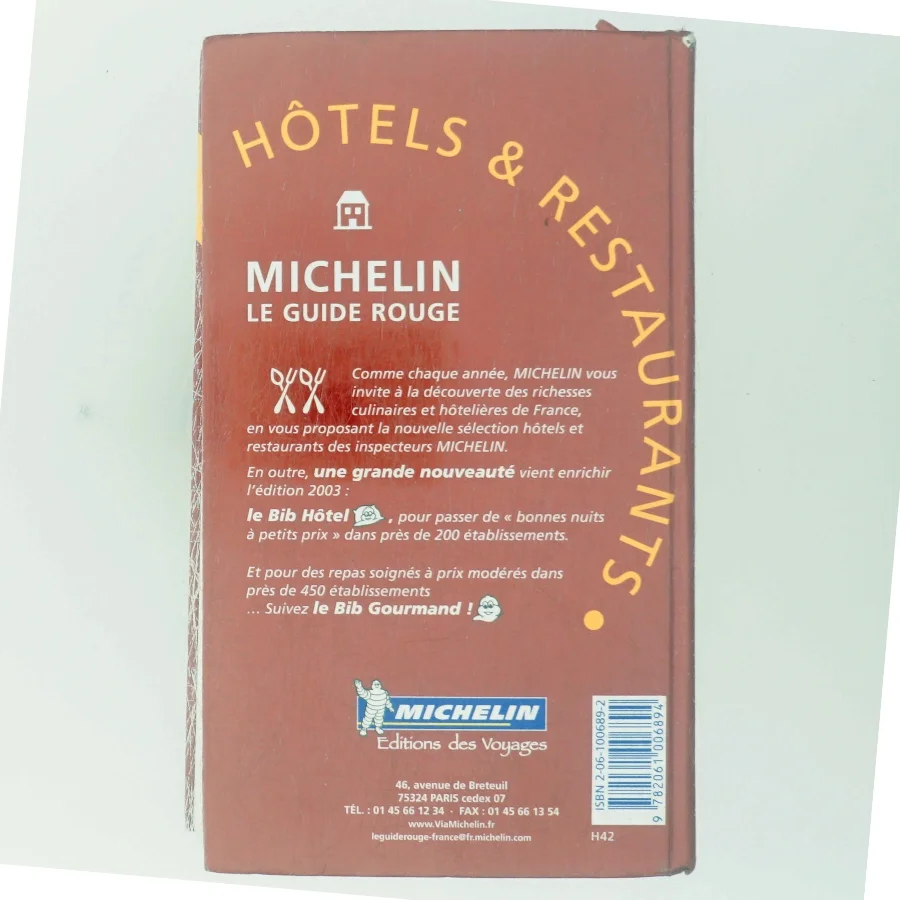 HÔTELS & RESTAURANTS •
MICHELIN
LE GUIDE ROUGE
Comme chaque année, MICHELIN vous
invite à la découverte des richesses
culinaires et hôtelières de France,
en vous proposant la nouvelle sélection hôtels et
restaurants des inspecteurs MICHELIN.
En outre, une grande nouveauté vient enrichir
l'édition 2003 :
le Bib Hôtel , pour passer de « bonnes nuits
à petits prix » dans près de 200 établissements.
Et pour des repas soignés à prix modérés dans
près de 450 établissements
... Suivez le Bib Gourmand !
MICHELIN
Editions des Voyages
46, avenue de Breteuil
75324 PARIS cedex 07
TÉL. : 01 45 66 12 34 · FAX : 01 45 66 13 54
www.ViaMichelin.fr
leguiderouge-france@fr.michelin.com
ISBN 2-06-100689-2
9 782061 006894
H42